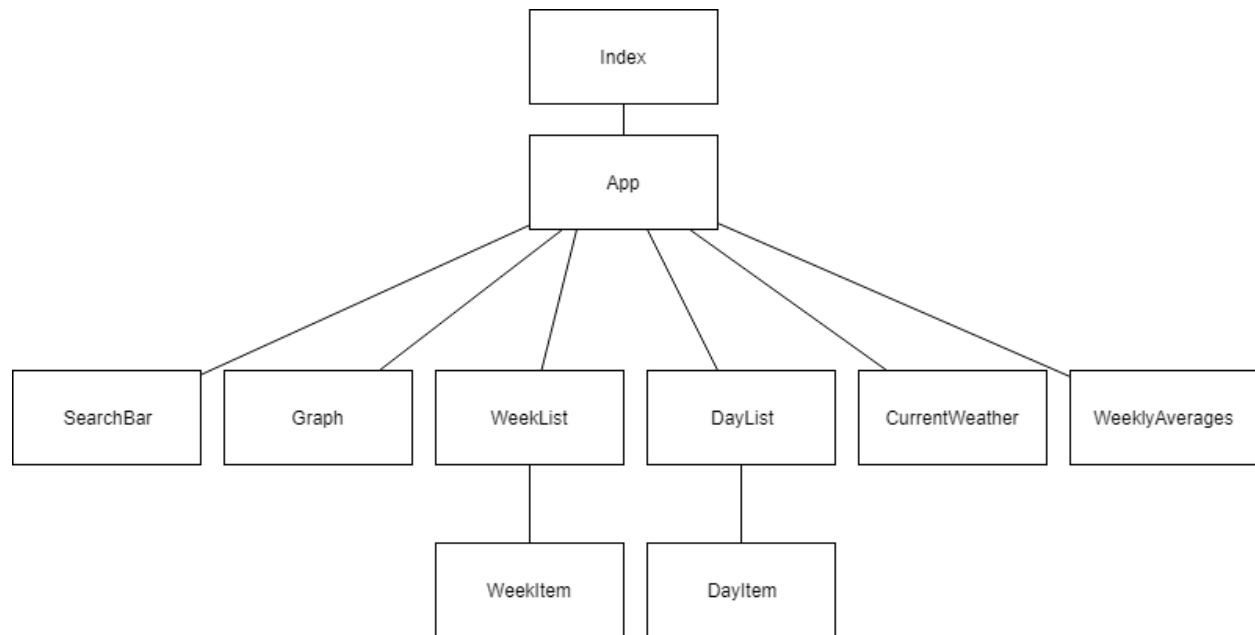 Index
App
SearchBar
Graph
WeekList
DayList
CurrentWeather
WeeklyAverages
WeekItem
DayItem